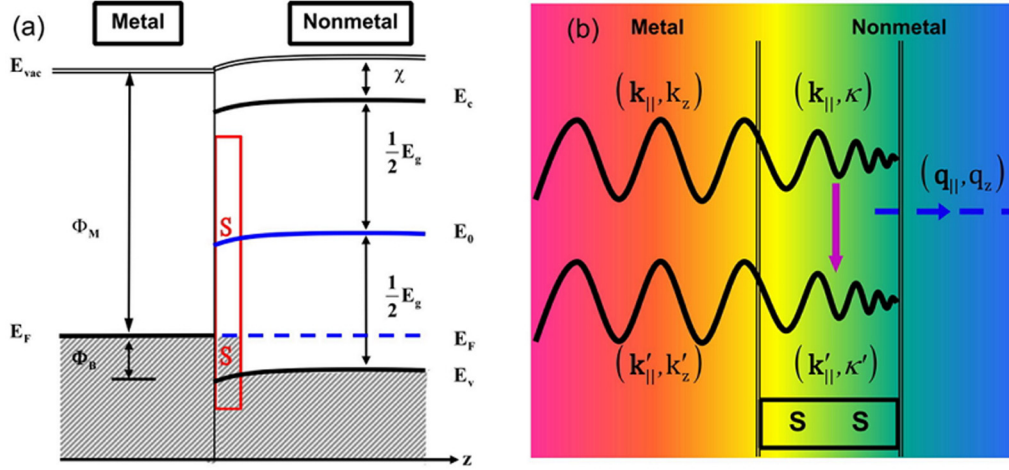 (a)
Metal
Nonmetal
E_vac
χ
E_c
1/2 E_g
S
Φ_M
E_0
1/2 E_g
E_F
E_F
S
Φ_B
E_v
z
(b)
Metal
Nonmetal
(k_||, k_z)
(k_||, κ)
(q_||, q_z)
(k′_||, k′_z)
(k′_||, κ′)
S S